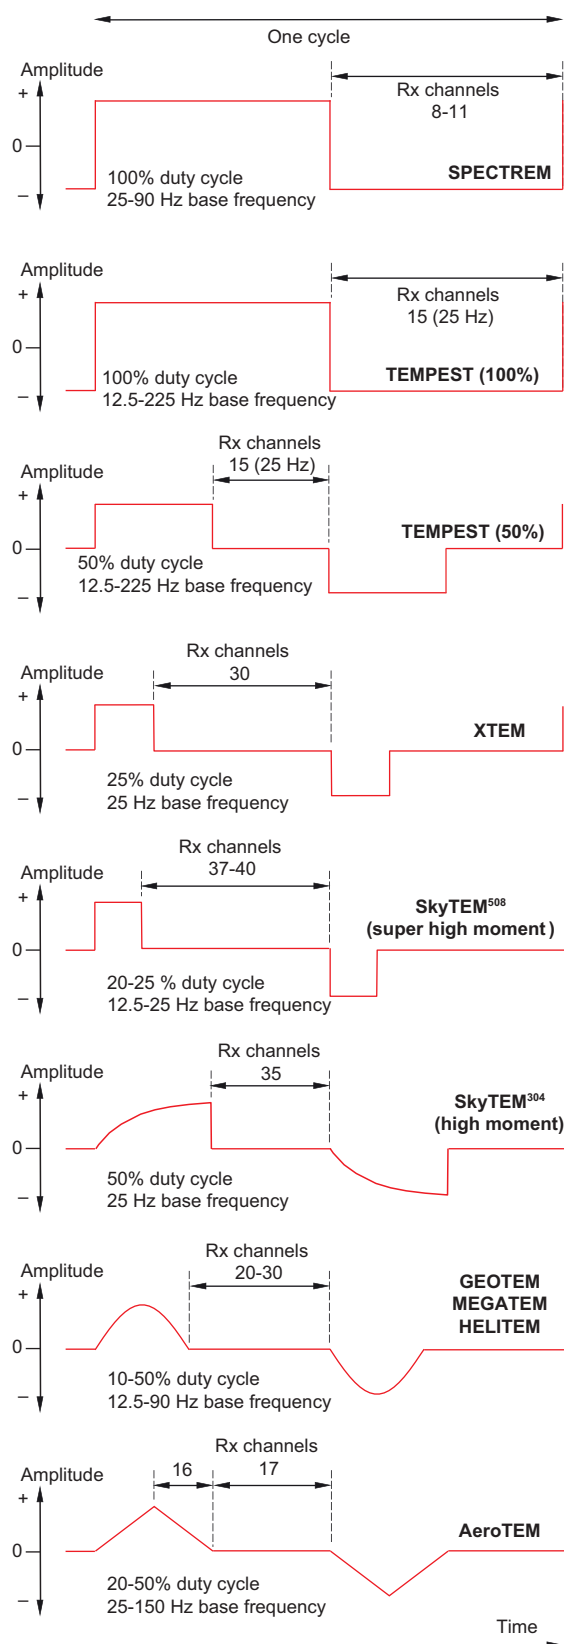 One cycle
Amplitude
+
0
–
Rx channels
8-11
SPECTREM
100% duty cycle
25-90 Hz base frequency
Amplitude
+
0
–
Rx channels
15 (25 Hz)
TEMPEST (100%)
100% duty cycle
12.5-225 Hz base frequency
Amplitude
+
0
–
Rx channels
15 (25 Hz)
TEMPEST (50%)
50% duty cycle
12.5-225 Hz base frequency
Amplitude
+
0
–
Rx channels
30
XTEM
25% duty cycle
25 Hz base frequency
Amplitude
+
0
–
Rx channels
37-40
SkyTEM⁵⁰⁸
(super high moment)
20-25 % duty cycle
12.5-25 Hz base frequency
Amplitude
+
0
–
Rx channels
35
SkyTEM³⁰⁴
(high moment)
50% duty cycle
25 Hz base frequency
Amplitude
+
0
–
Rx channels
20-30
GEOTEM
MEGATEM
HELITEM
10-50% duty cycle
12.5-90 Hz base frequency
Amplitude
+
0
–
Rx channels
16 17
AeroTEM
20-50% duty cycle
25-150 Hz base frequency
Time